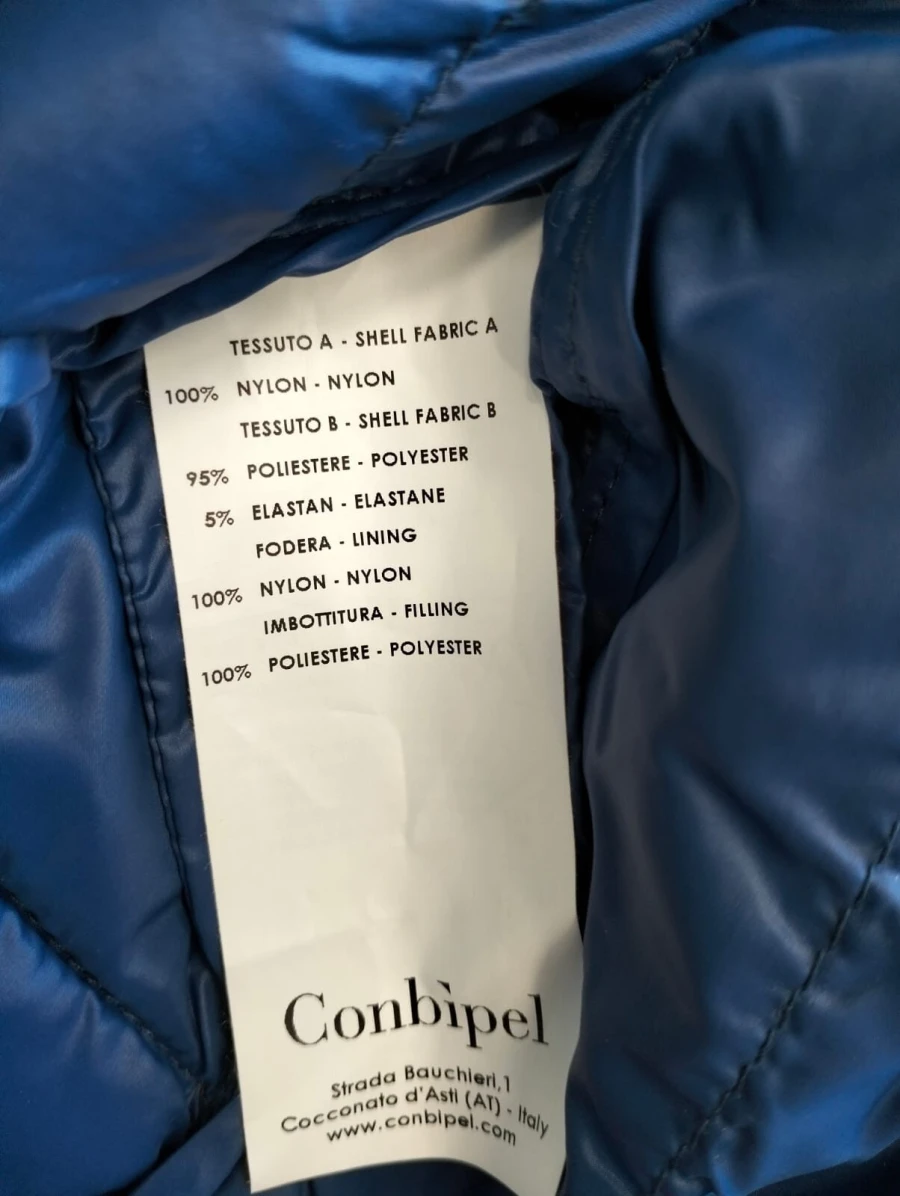 TESSUTO A - SHELL FABRIC A
100% NYLON - NYLON
TESSUTO B - SHELL FABRIC B
95% POLIESTERE - POLYESTER
5% ELASTAN - ELASTANE
FODERA - LINING
100% NYLON - NYLON
IMBOTTITURA - FILLING
100% POLIESTERE - POLYESTER
Conbìpel
Strada Bauchieri,1
Cocconato d'Asti (AT) - Italy
www.conbipel.com